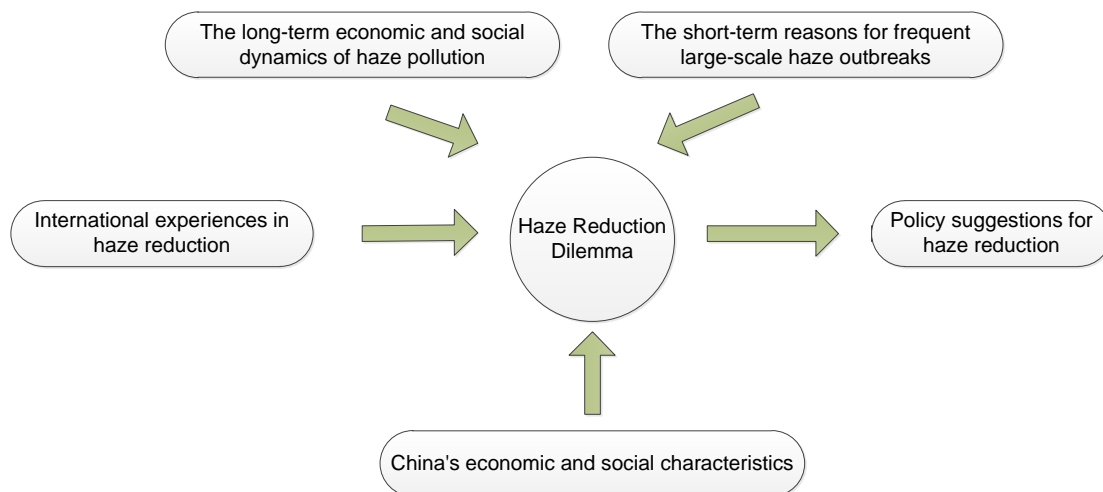 The long-term economic and social
dynamics of haze pollution
The short-term reasons for frequent
large-scale haze outbreaks
International experiences in
haze reduction
Haze Reduction
Dilemma
Policy suggestions for
haze reduction
China's economic and social characteristics